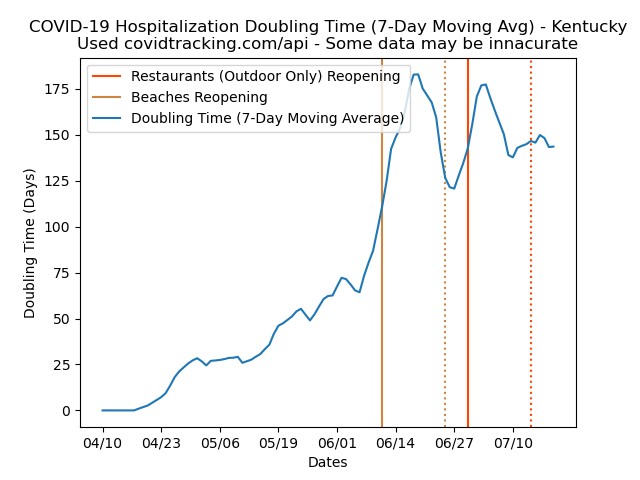 COVID-19 Hospitalization Doubling Time (7-Day Moving Avg) - Kentucky
Used covidtracking.com/api - Some data may be innacurate
Restaurants (Outdoor Only) Reopening
Beaches Reopening
Doubling Time (7-Day Moving Average)
Doubling Time (Days)
175
150
125
100
75
50
25
0
04/10 04/23 05/06 05/19 06/01 06/14 06/27 07/10
Dates